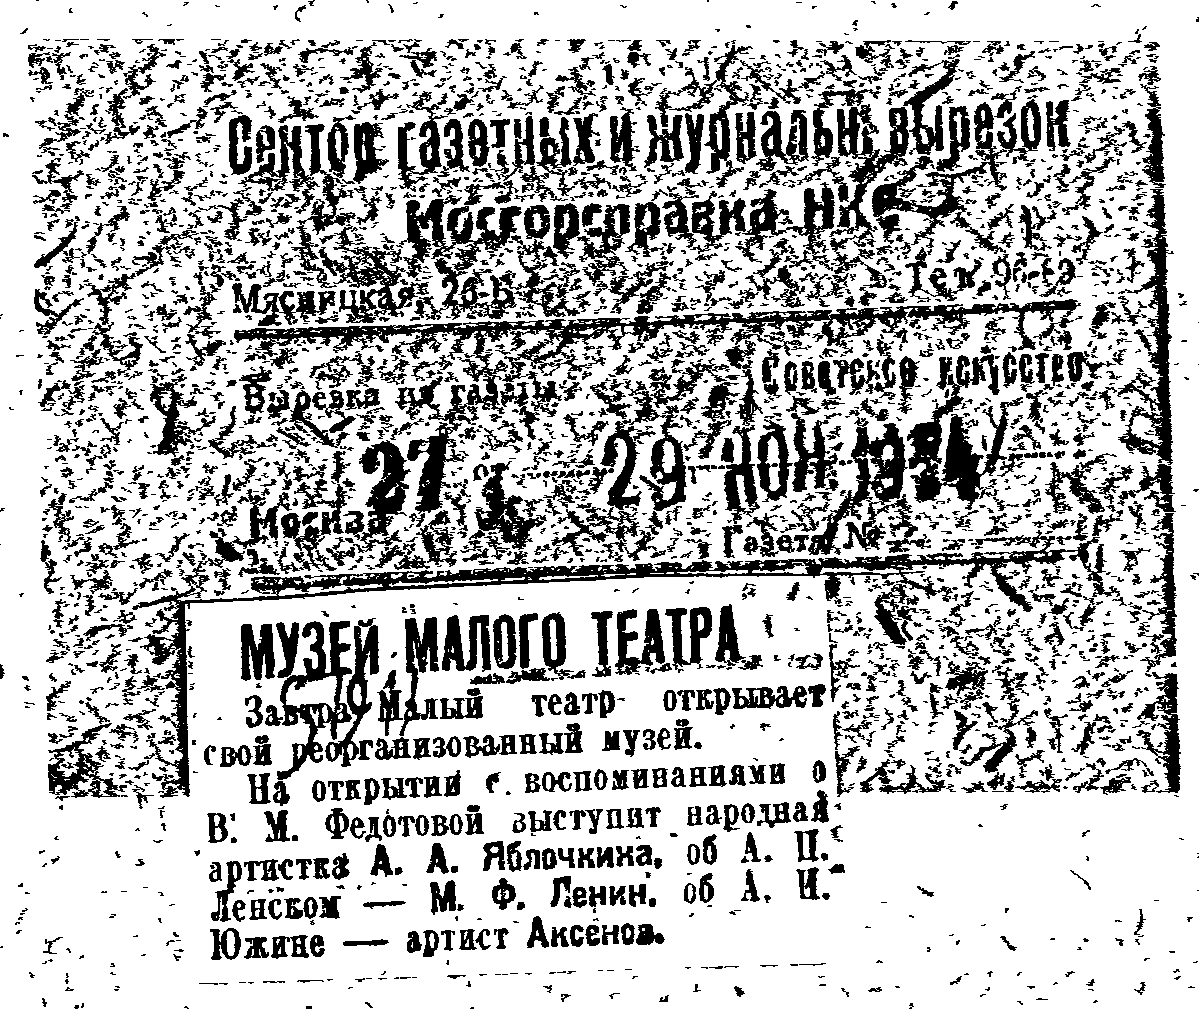 Сектор газетных и журнальн. вырезок
Мосгорсправка НКС
Мясницкая, 26-Б Тел. 96-69
Вырезка из газеты Советское искусство
Москва 27 от 29 НОЯ. 1934
Газета №
МУЗЕЙ МАЛОГО ТЕАТРА
Завтра Малый театр открывает
свой реорганизованный музей.
На открытии с воспоминаниями о
В. М. Федотовой выступит народная
артистка А. А. Яблочкина, об А. П.
Ленском — М. Ф. Ленин, об А. И.
Южине — артист Аксенов.